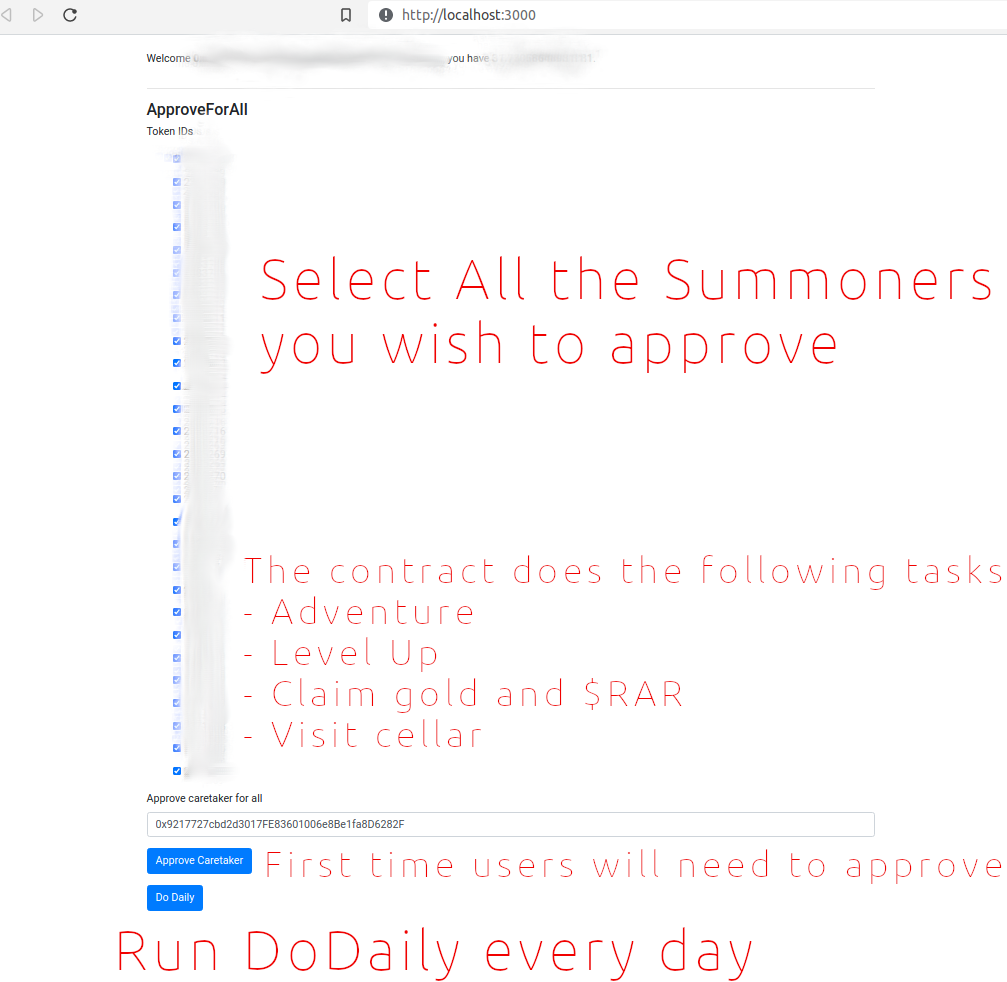 http://localhost:3000
Welcome you have
ApproveForAll
Token IDs
Select All the Summoners
you wish to approve
The contract does the following tasks
- Adventure
- Level Up
- Claim gold and $RAR
- Visit cellar
Approve caretaker for all
0x9217727cbd2d3017FE83601006e8Be1fa8D6282F
Approve Caretaker
First time users will need to approve
Do Daily
Run DoDaily every day